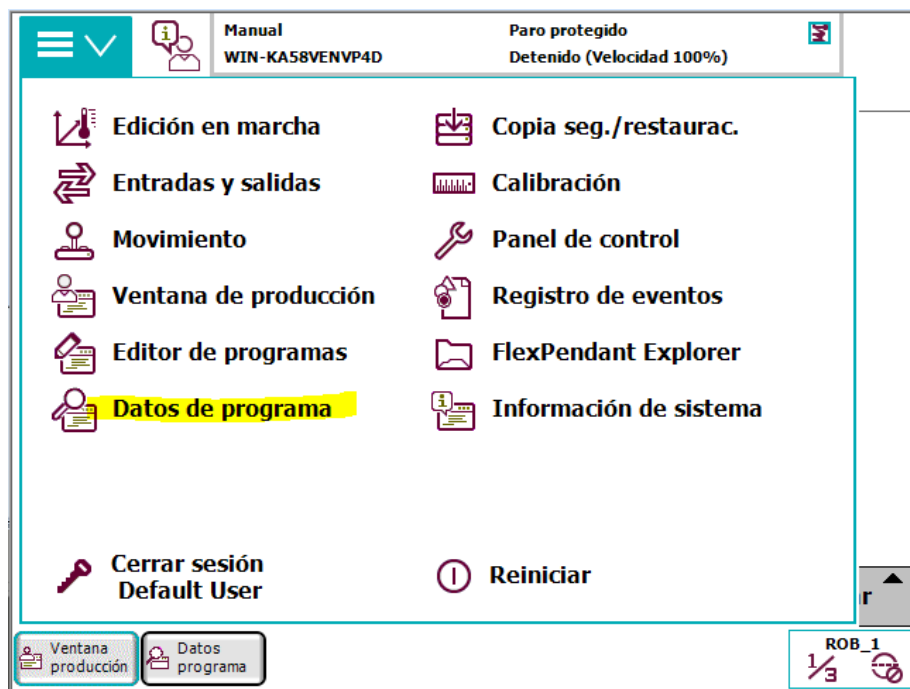 Manual
WIN-KA58VENVP4D
Paro protegido
Detenido (Velocidad 100%)
Edición en marcha
Entradas y salidas
Movimiento
Ventana de producción
Editor de programas
Datos de programa
Copia seg./restaurac.
Calibración
Panel de control
Registro de eventos
FlexPendant Explorer
Información de sistema
Cerrar sesión
Default User
Reiniciar
r
Ventana
producción
Datos
programa
ROB_1
1/3